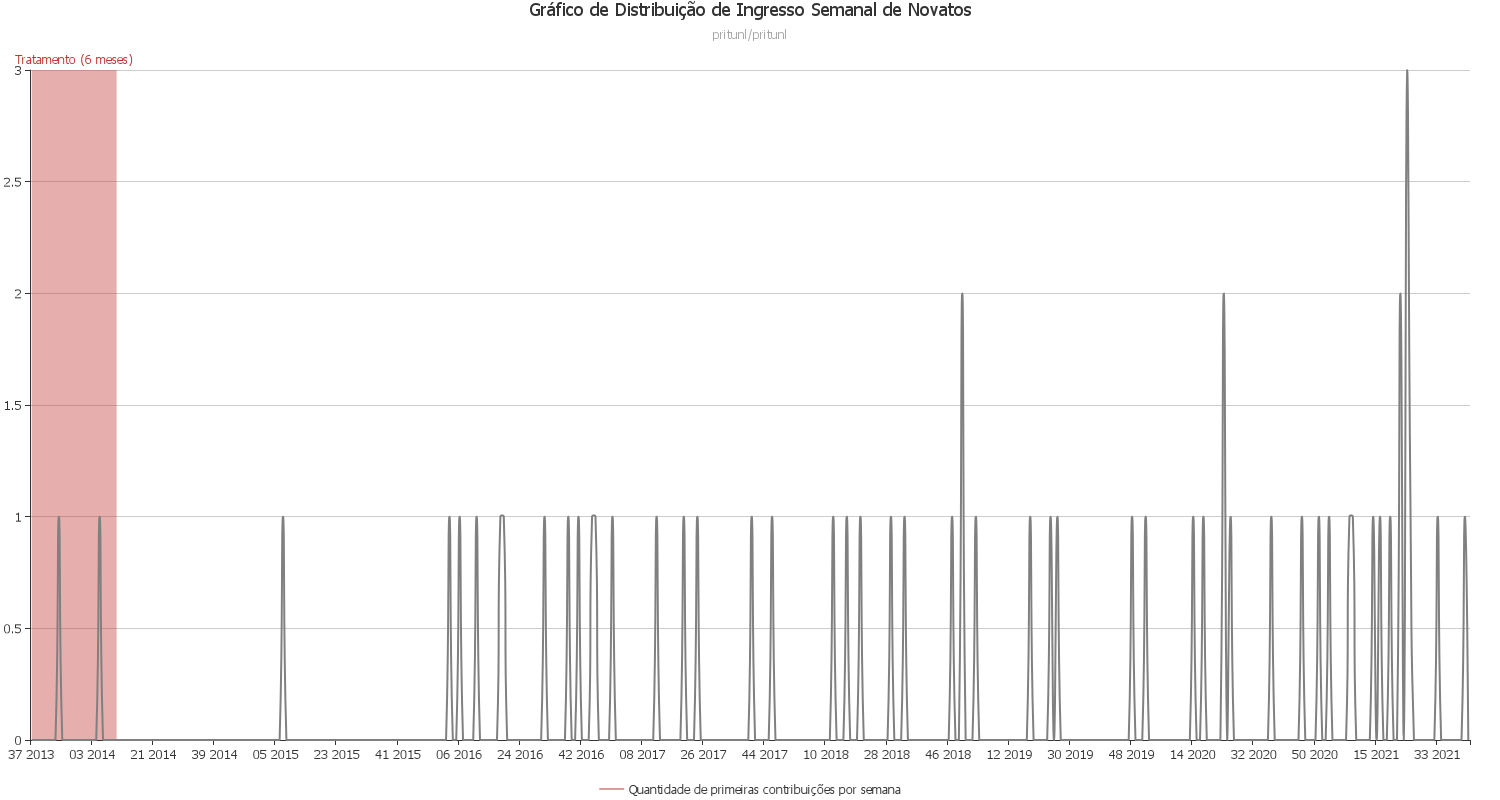 Gráfico de Distribuição de Ingresso Semanal de Novatos
pritunl/pritunl
Tratamento (6 meses)
3
2.5
2
1.5
1
0.5
0
37 2013 03 2014 21 2014 39 2014 05 2015 23 2015 41 2015 06 2016 24 2016 42 2016 08 2017 26 2017 44 2017 10 2018 28 2018 46 2018 12 2019 30 2019 48 2019 14 2020 32 2020 50 2020 15 2021 33 2021
Quantidade de primeiras contribuições por semana